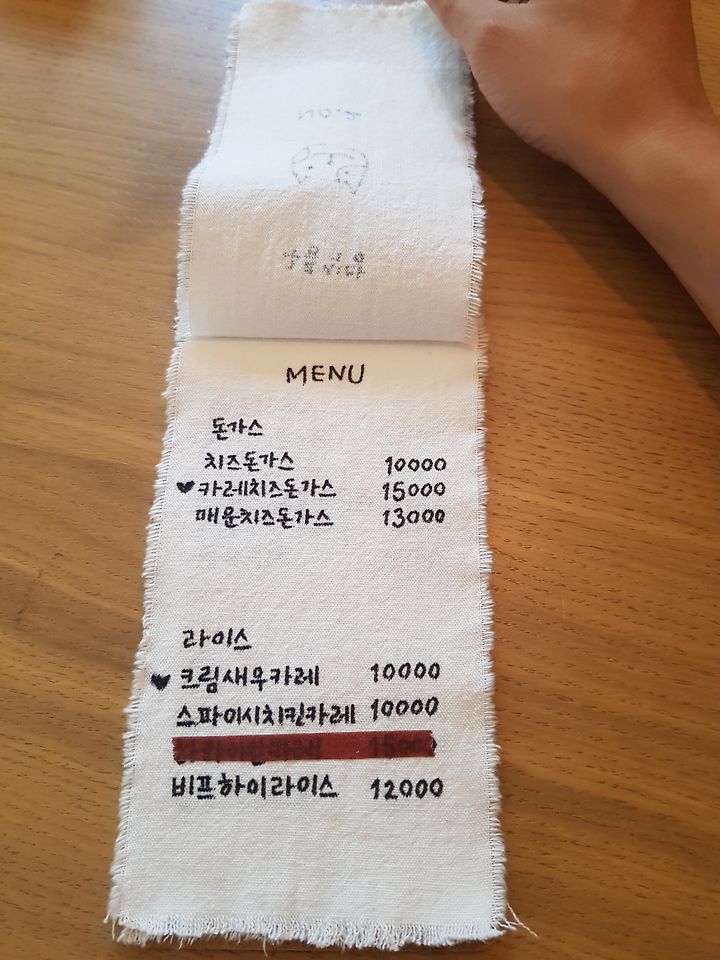 MENU
돈가스
치즈돈가스 10000
♥카레치즈돈가스 15000
매운치즈돈가스 13000
라이스
♥크림새우카레 10000
스파이시치킨카레 10000
비프하이라이스 12000